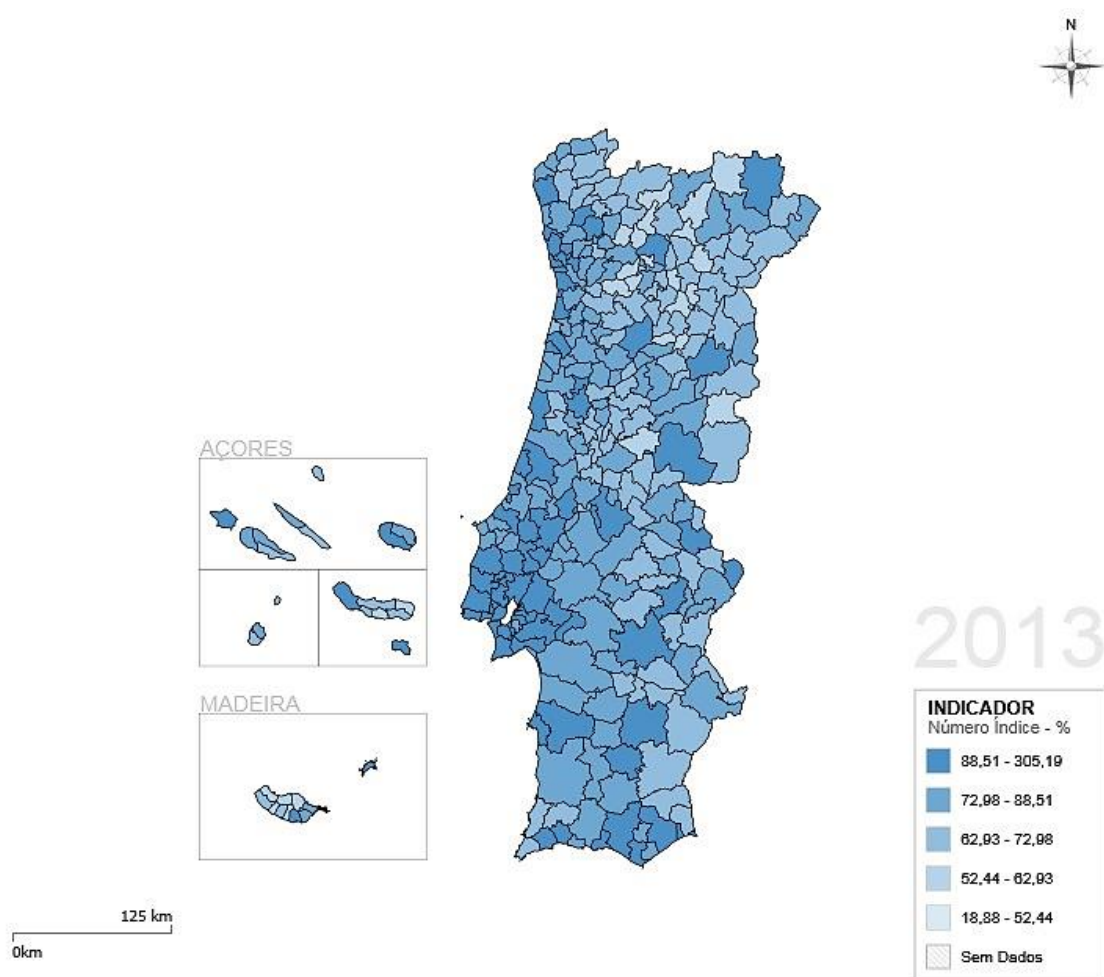 N
AÇORES
MADEIRA
2013
INDICADOR
Número Índice - %
88,51 - 305,19
72,98 - 88,51
62,93 - 72,98
52,44 - 62,93
18,88 - 52,44
Sem Dados
125 km
0km